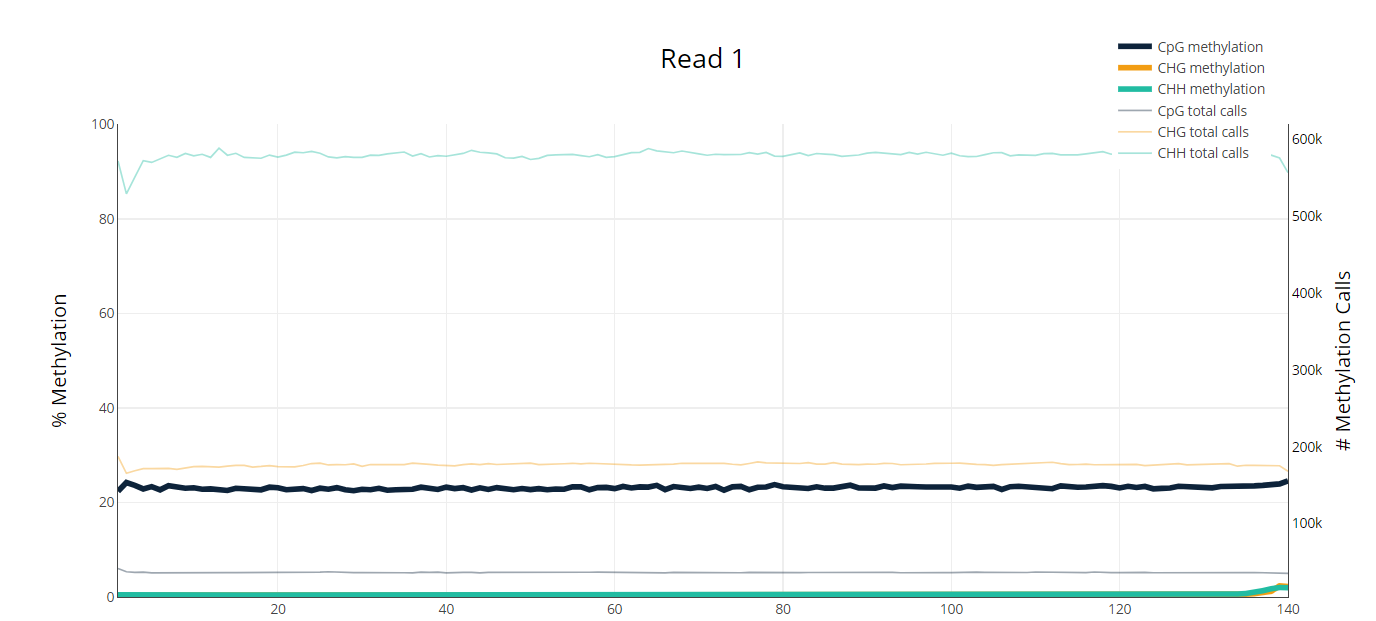 Read 1
CpG methylation
CHG methylation
CHH methylation
CpG total calls
CHG total calls
CHH total calls
% Methylation
100
80
60
40
20
0
# Methylation Calls
600k
500k
400k
300k
200k
100k
20 40 60 80 100 120 140